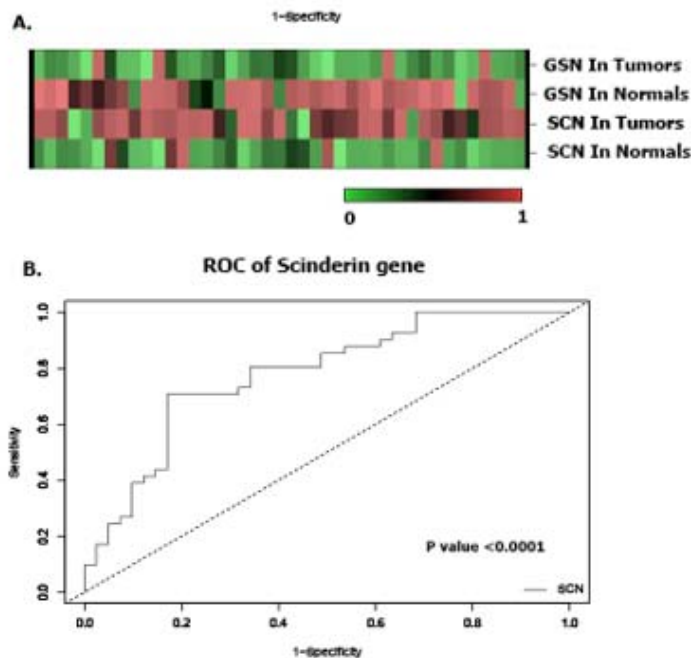 1-Specificity
A.
GSN In Tumors
GSN In Normals
SCN In Tumors
SCN In Normals
0 1
B. ROC of Scinderin gene
1.0
0.8
0.6
0.4
0.2
0.0
Sensitivity
P value <0.0001
SCN
0.0 0.2 0.4 0.6 0.8 1.0
1-Specificity